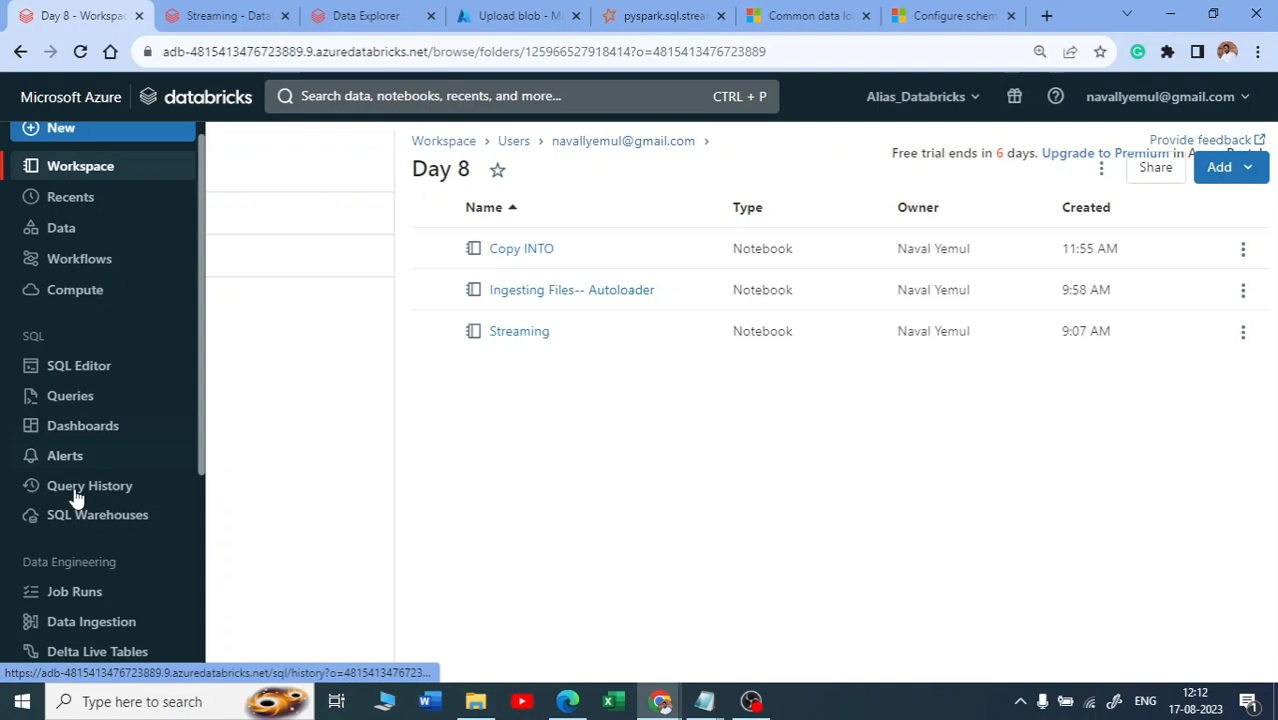 Day 8 - Workspac
Streaming - Data
Data Explorer
Upload blob - M
pyspark.sql.strea
Common data lo
Configure schem
adb-4815413476723889.9.azuredatabricks.net/browse/folders/1259665279184147?o=4815413476723889
Microsoft Azure
databricks
Search data, notebooks, recents, and more...
CTRL + P
Alias_Databricks
navallyemul@gmail.com
New
Workspace
Recents
Data
Workflows
Compute
SQL
SQL Editor
Queries
Dashboards
Alerts
Query History
SQL Warehouses
Data Engineering
Job Runs
Data Ingestion
Delta Live Tables
Workspace > Users > navallyemul@gmail.com >
Provide feedback
Free trial ends in 6 days. Upgrade to Premium in
Day 8
Share
Add
Name Type Owner Created
Copy INTO Notebook Naval Yemul 11:55 AM
Ingesting Files-- Autoloader Notebook Naval Yemul 9:58 AM
Streaming Notebook Naval Yemul 9:07 AM
https://adb-4815413476723889.9.azuredatabricks.net/sql/history?o=4815413476723...
Type here to search
ENG
12:12
17-08-2023
1